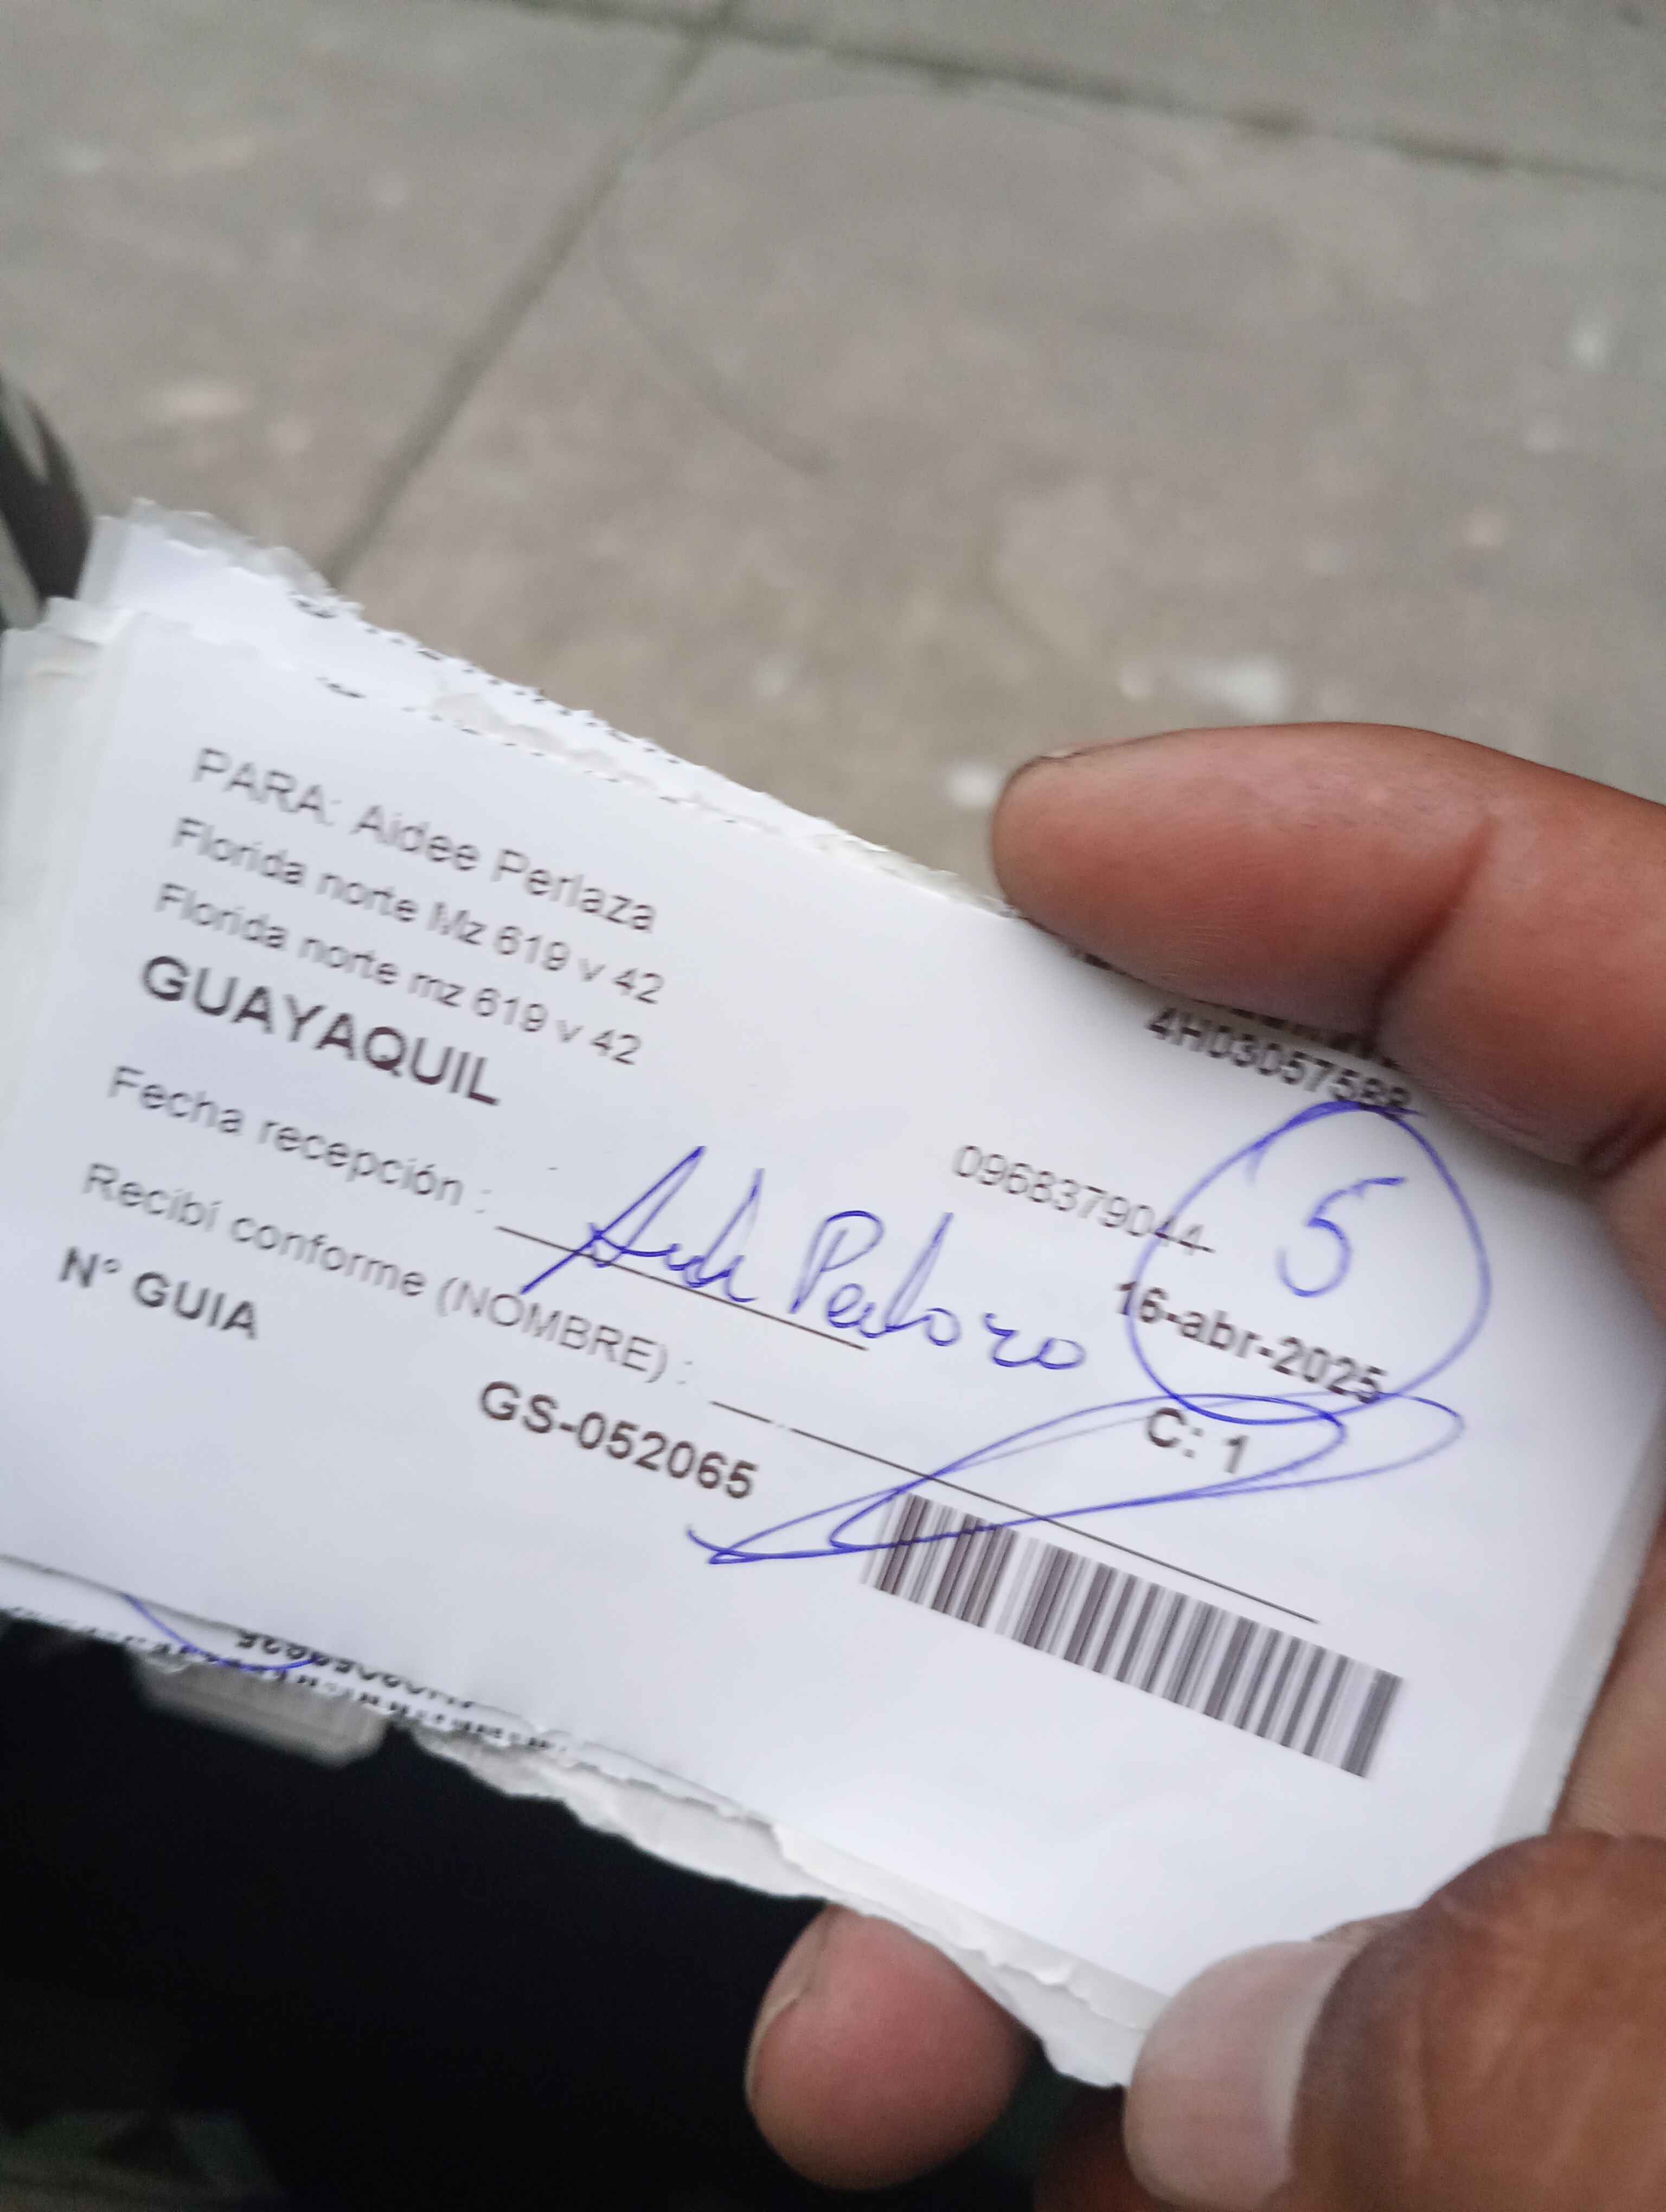 PARA: Aidee Perlaza
Florida norte Mz 619 v 42
Florida norte mz 619 v 42
GUAYAQUIL
4H0305758
0968379044
5
Fecha recepción :
16-abr-2025
Recibí conforme (NOMBRE) :
C: 1
N° GUIA
GS-052065